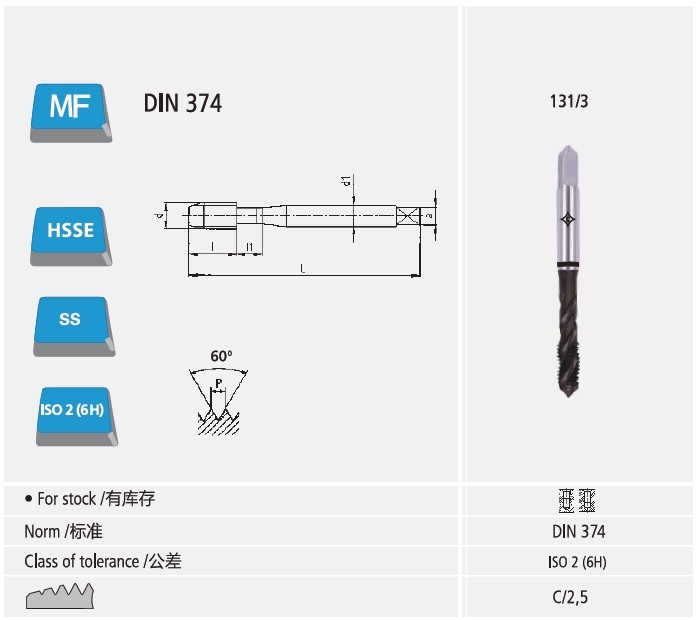 MF
DIN 374
131/3
HSSE
SS
ISO 2 (6H)
d
d1
a
l
l1
L
60°
P
• For stock /有库存
Norm /标准
DIN 374
Class of tolerance /公差
ISO 2 (6H)
C/2,5